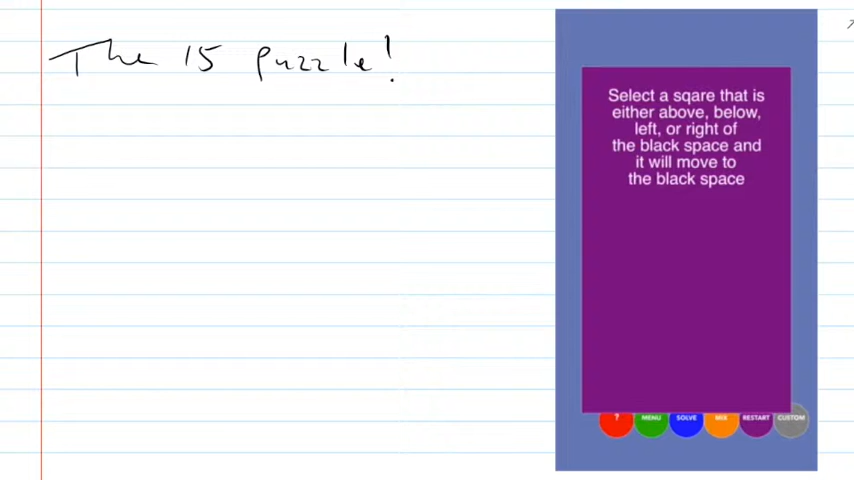 The 15 puzzle!
Select a sqare that is
either above, below,
left, or right of
the black space and
it will move to
the black space
? MENU SOLVE MIX RESTART CUSTOM